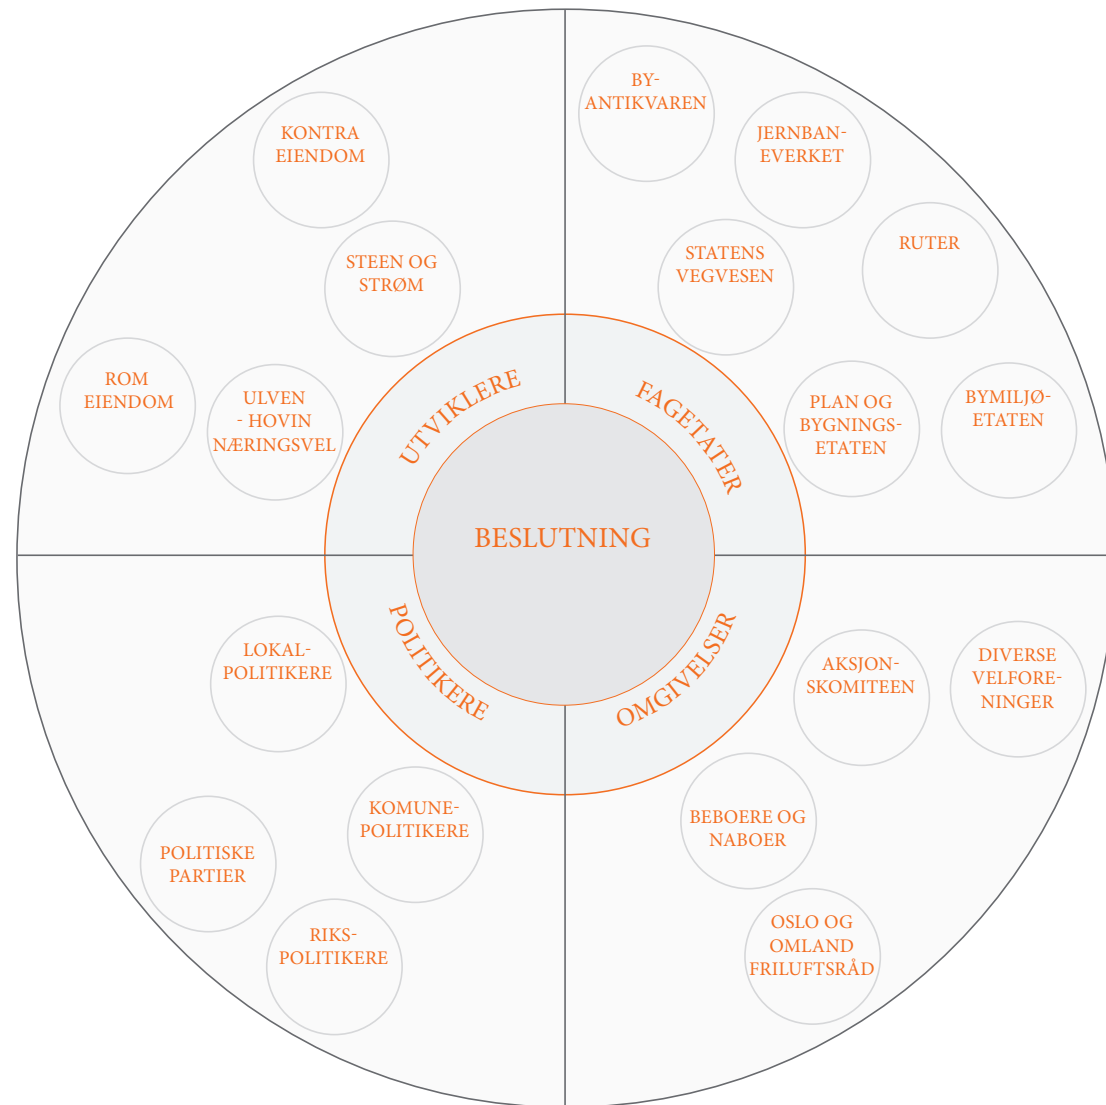 KONTRA
EIENDOM
STEEN OG
STRØM
ROM
EIENDOM
ULVEN
- HOVIN
NÆRINGSVEL
UTVIKLERE
BY-
ANTIKVAREN
JERNBAN-
EVERKET
RUTER
STATENS
VEGVESEN
PLAN OG
BYGNINGS-
ETATEN
BYMILJØ-
ETATEN
FAGETATER
BESLUTNING
POLITIKERE
LOKAL-
POLITIKERE
KOMUNE-
POLITIKERE
POLITISKE
PARTIER
RIKS-
POLITIKERE
OMGIVELSER
AKSJON-
SKOMITEEN
DIVERSE
VELFORE-
NINGER
BEBOERE OG
NABOER
OSLO OG
OMLAND
FRILUFTSRÅD